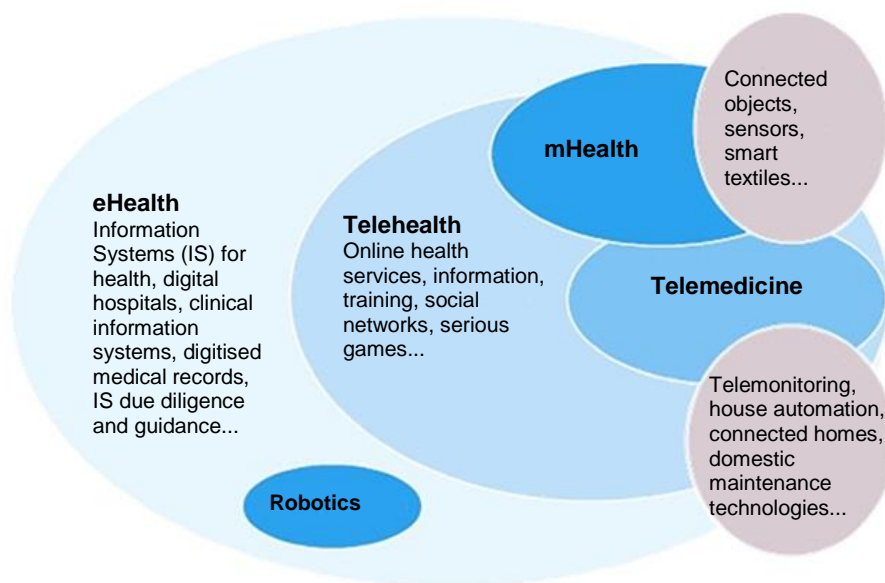 eHealth
Information
Systems (IS) for
health, digital
hospitals, clinical
information
systems, digitised
medical records,
IS due diligence
and guidance...
Telehealth
Online health
services, information,
training, social
networks, serious
games...
mHealth
Connected
objects,
sensors,
smart
textiles...
Telemedicine
Telemonitoring,
house automation,
connected homes,
domestic
maintenance
technologies...
Robotics